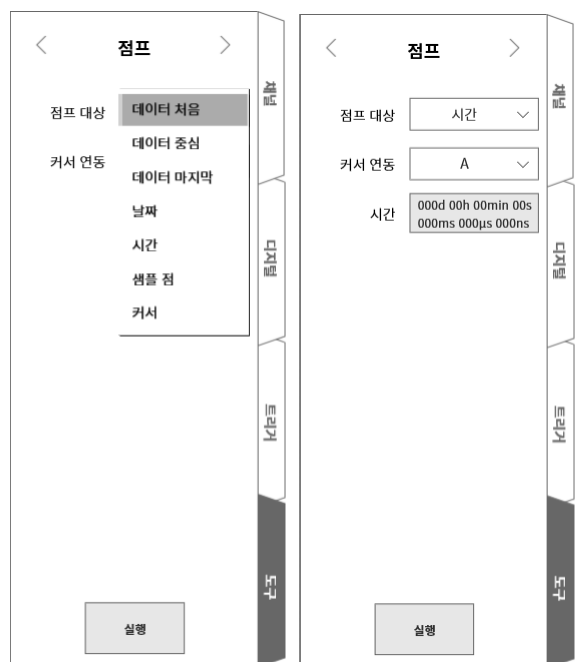 점프
점프 대상
데이터 처음
데이터 중심
커서 연동
데이터 마지막
날짜
시간
샘플 점
커서
실행
채널
디지털
트리거
도구
점프
점프 대상
시간
커서 연동
A
시간
000d 00h 00min 00s
000ms 000µs 000ns
실행
채널
디지털
트리거
도구